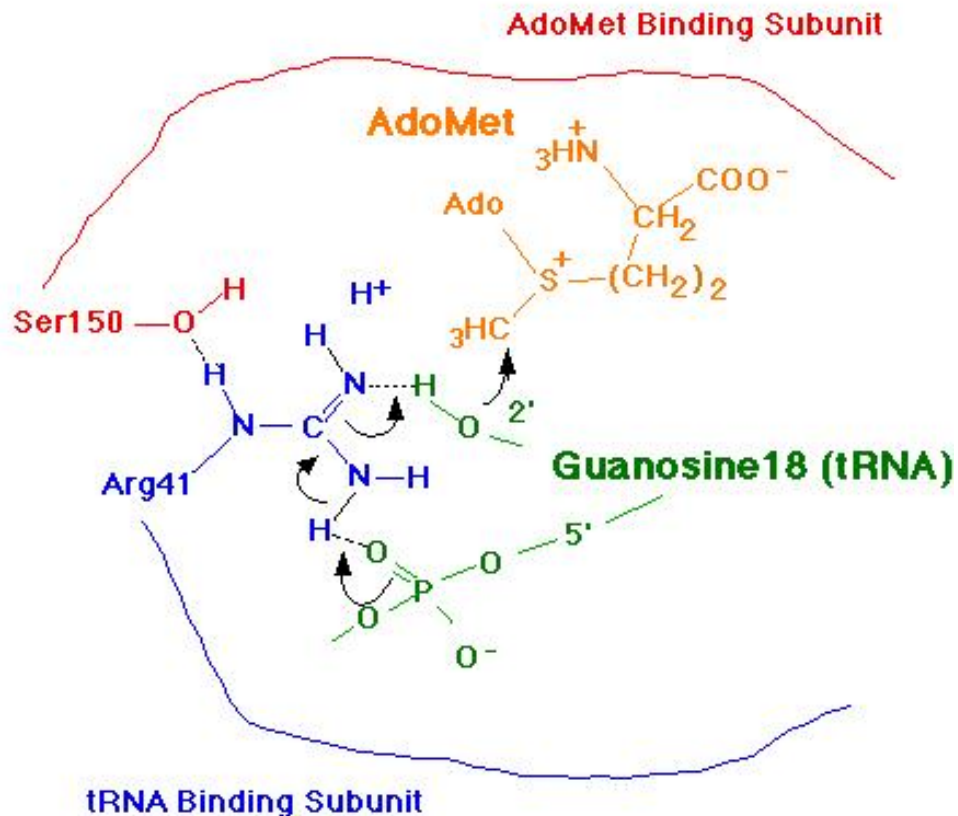 AdoMet Binding Subunit
AdoMet
+
3HN
COO−
Ado
CH2
+
S
(CH2)2
H
H+
Ser150
O
3HC
H
H
N
H
2'
N
C
O
Guanosine18 (tRNA)
Arg41
N
H
H
O
O
5'
P
O
O−
tRNA Binding Subunit